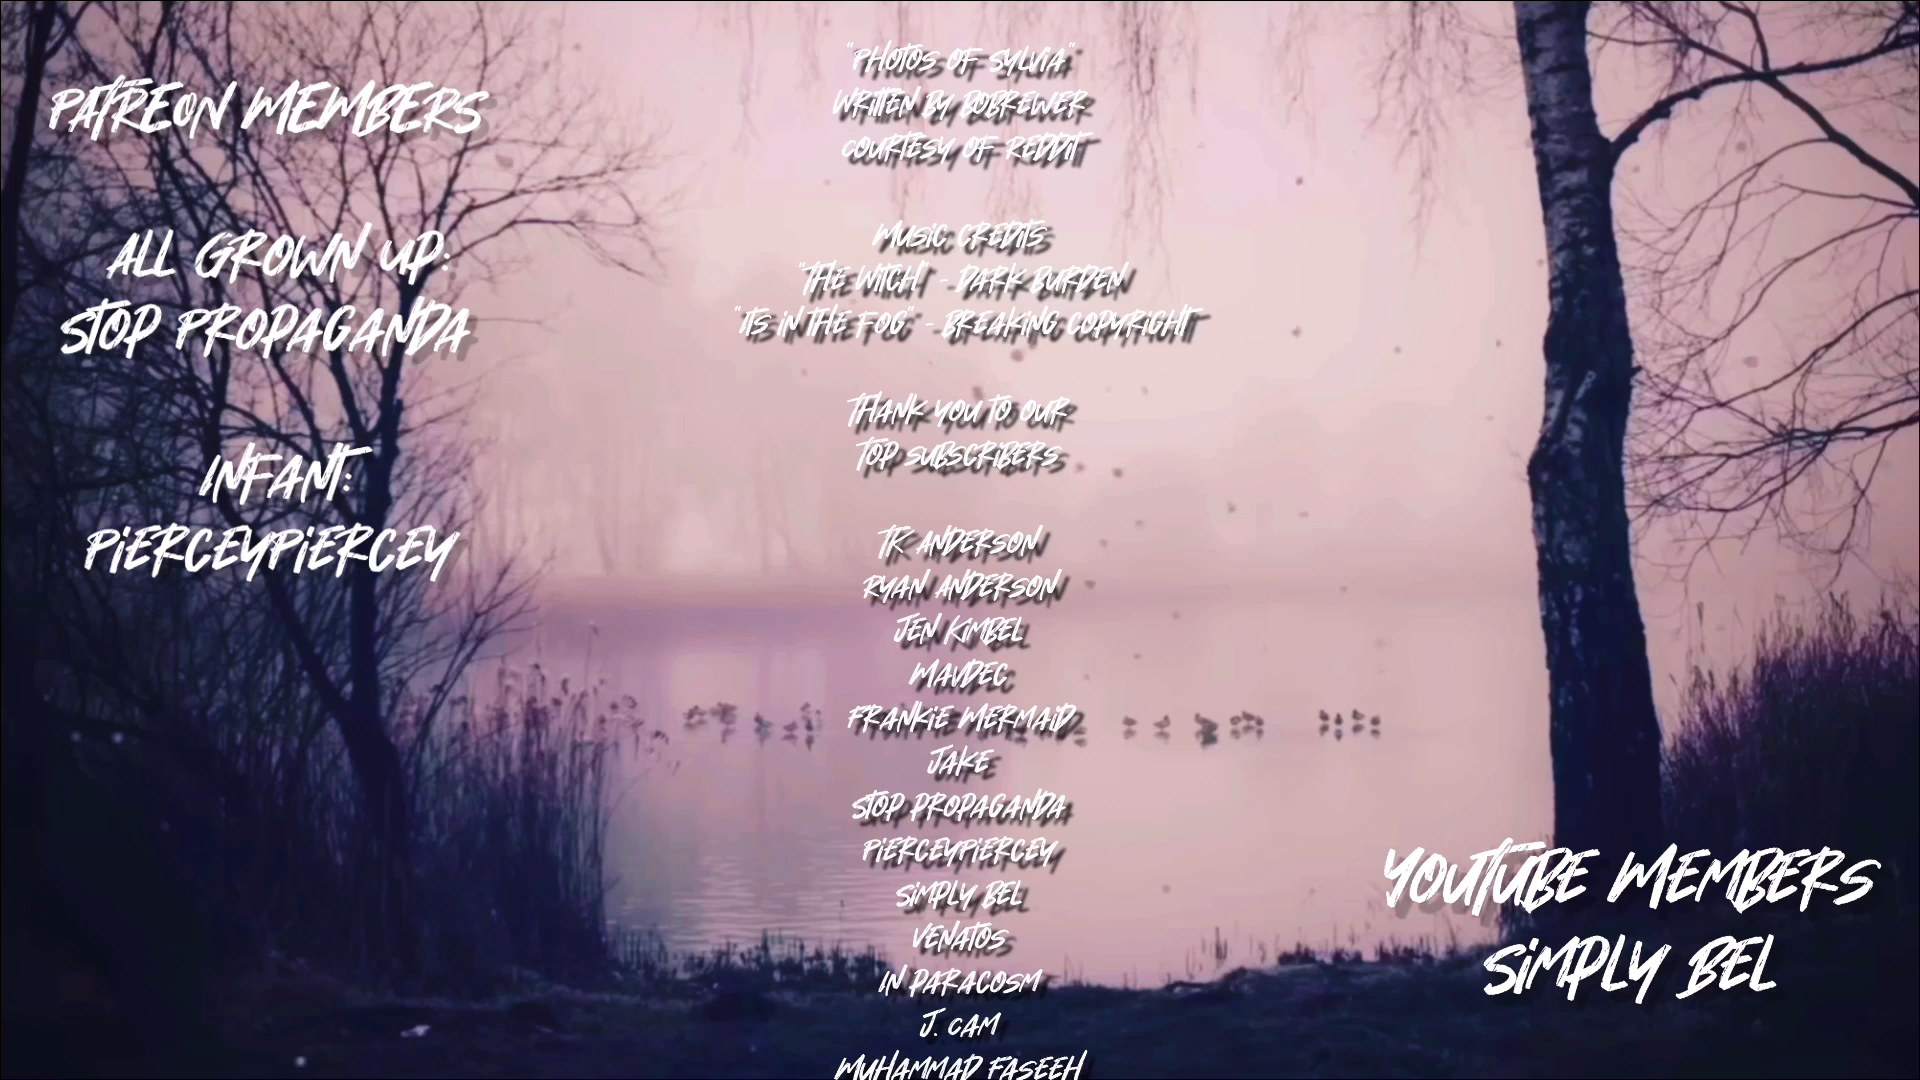 PATREON MEMBERS
ALL GROWN UP:
STOP PROPAGANDA
INFANT:
PiERCEYPiERCEY
"PHOTOS OF SYLVIA"
WRITTEN BY BOBREWER
COURTESY OF REDDIT
MUSIC CREDITS
"THE WITCH" - DARK BURDEN
"ITS IN THE FOG" - BREAKING COPYRIGHT
THANK YOU TO OUR
TOP SUBSCRIBERS
TK ANDERSON
RYAN ANDERSON
JEN KiMBEL
MAVDEC
FRANKiE MERMAiD
JAKE
STOP PROPAGANDA
PiERCEYPiERCEY
SiMPLY BEL
VENATOS
IN PARACOSM
J. CAM
MUHAMMAD FASEEH
YOUTUBE MEMBERS
SiMPLY BEL